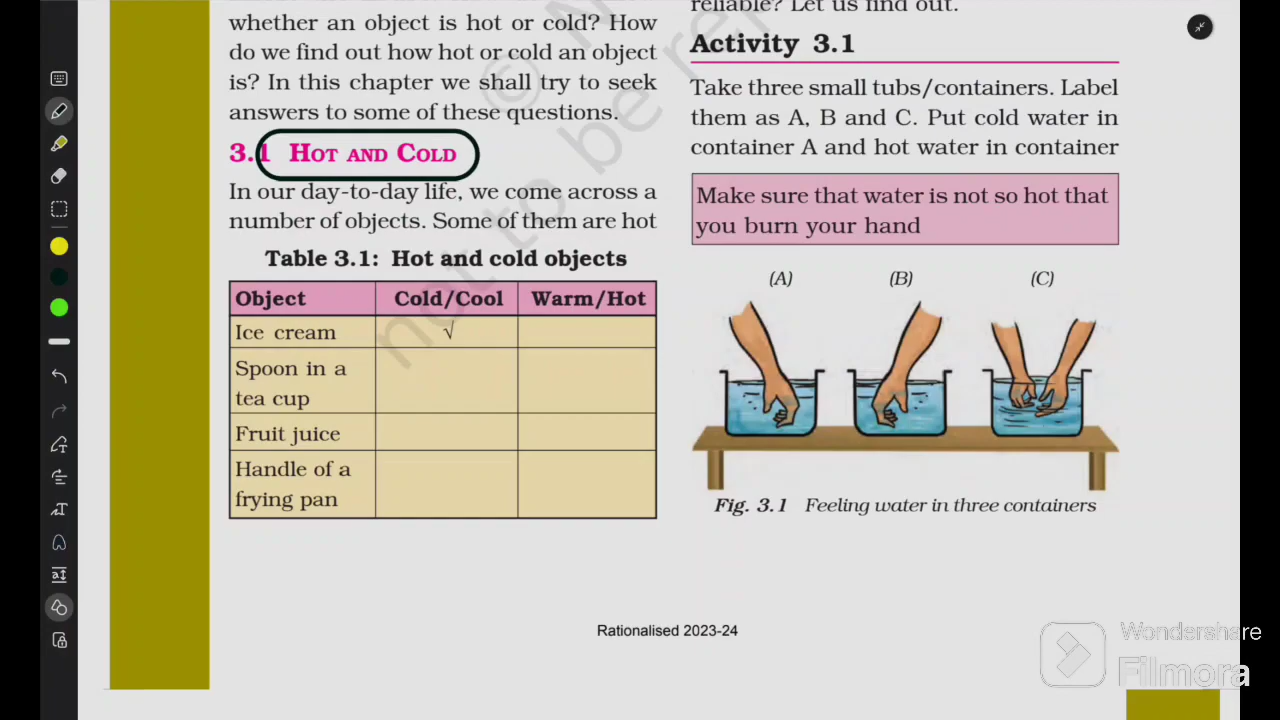 whether an object is hot or cold? How
do we find out how hot or cold an object
is? In this chapter we shall try to seek
answers to some of these questions.
3.1 HOT AND COLD
In our day-to-day life, we come across a
number of objects. Some of them are hot
Table 3.1: Hot and cold objects
Object Cold/Cool Warm/Hot
Ice cream √
Spoon in a
tea cup
Fruit juice
Handle of a
frying pan
reliable? Let us find out.
Activity 3.1
Take three small tubs/containers. Label
them as A, B and C. Put cold water in
container A and hot water in container
Make sure that water is not so hot that
you burn your hand
(A) (B) (C)
Fig. 3.1 Feeling water in three containers
Rationalised 2023-24
© N
not to be re
Wondershare
Filmora